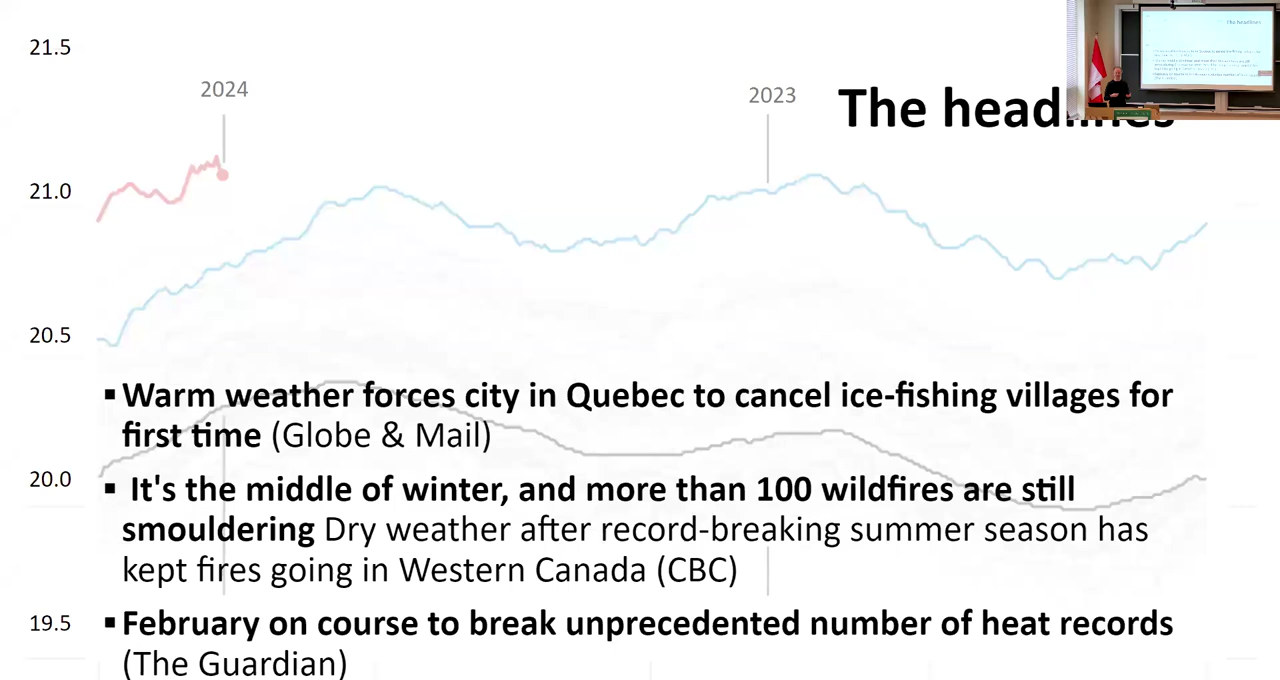 21.5
2024
2023
The headlines
21.0
20.5
▪ Warm weather forces city in Quebec to cancel ice-fishing villages for
first time (Globe & Mail)
20.0
▪ It's the middle of winter, and more than 100 wildfires are still
smouldering Dry weather after record-breaking summer season has
kept fires going in Western Canada (CBC)
19.5
▪ February on course to break unprecedented number of heat records
(The Guardian)